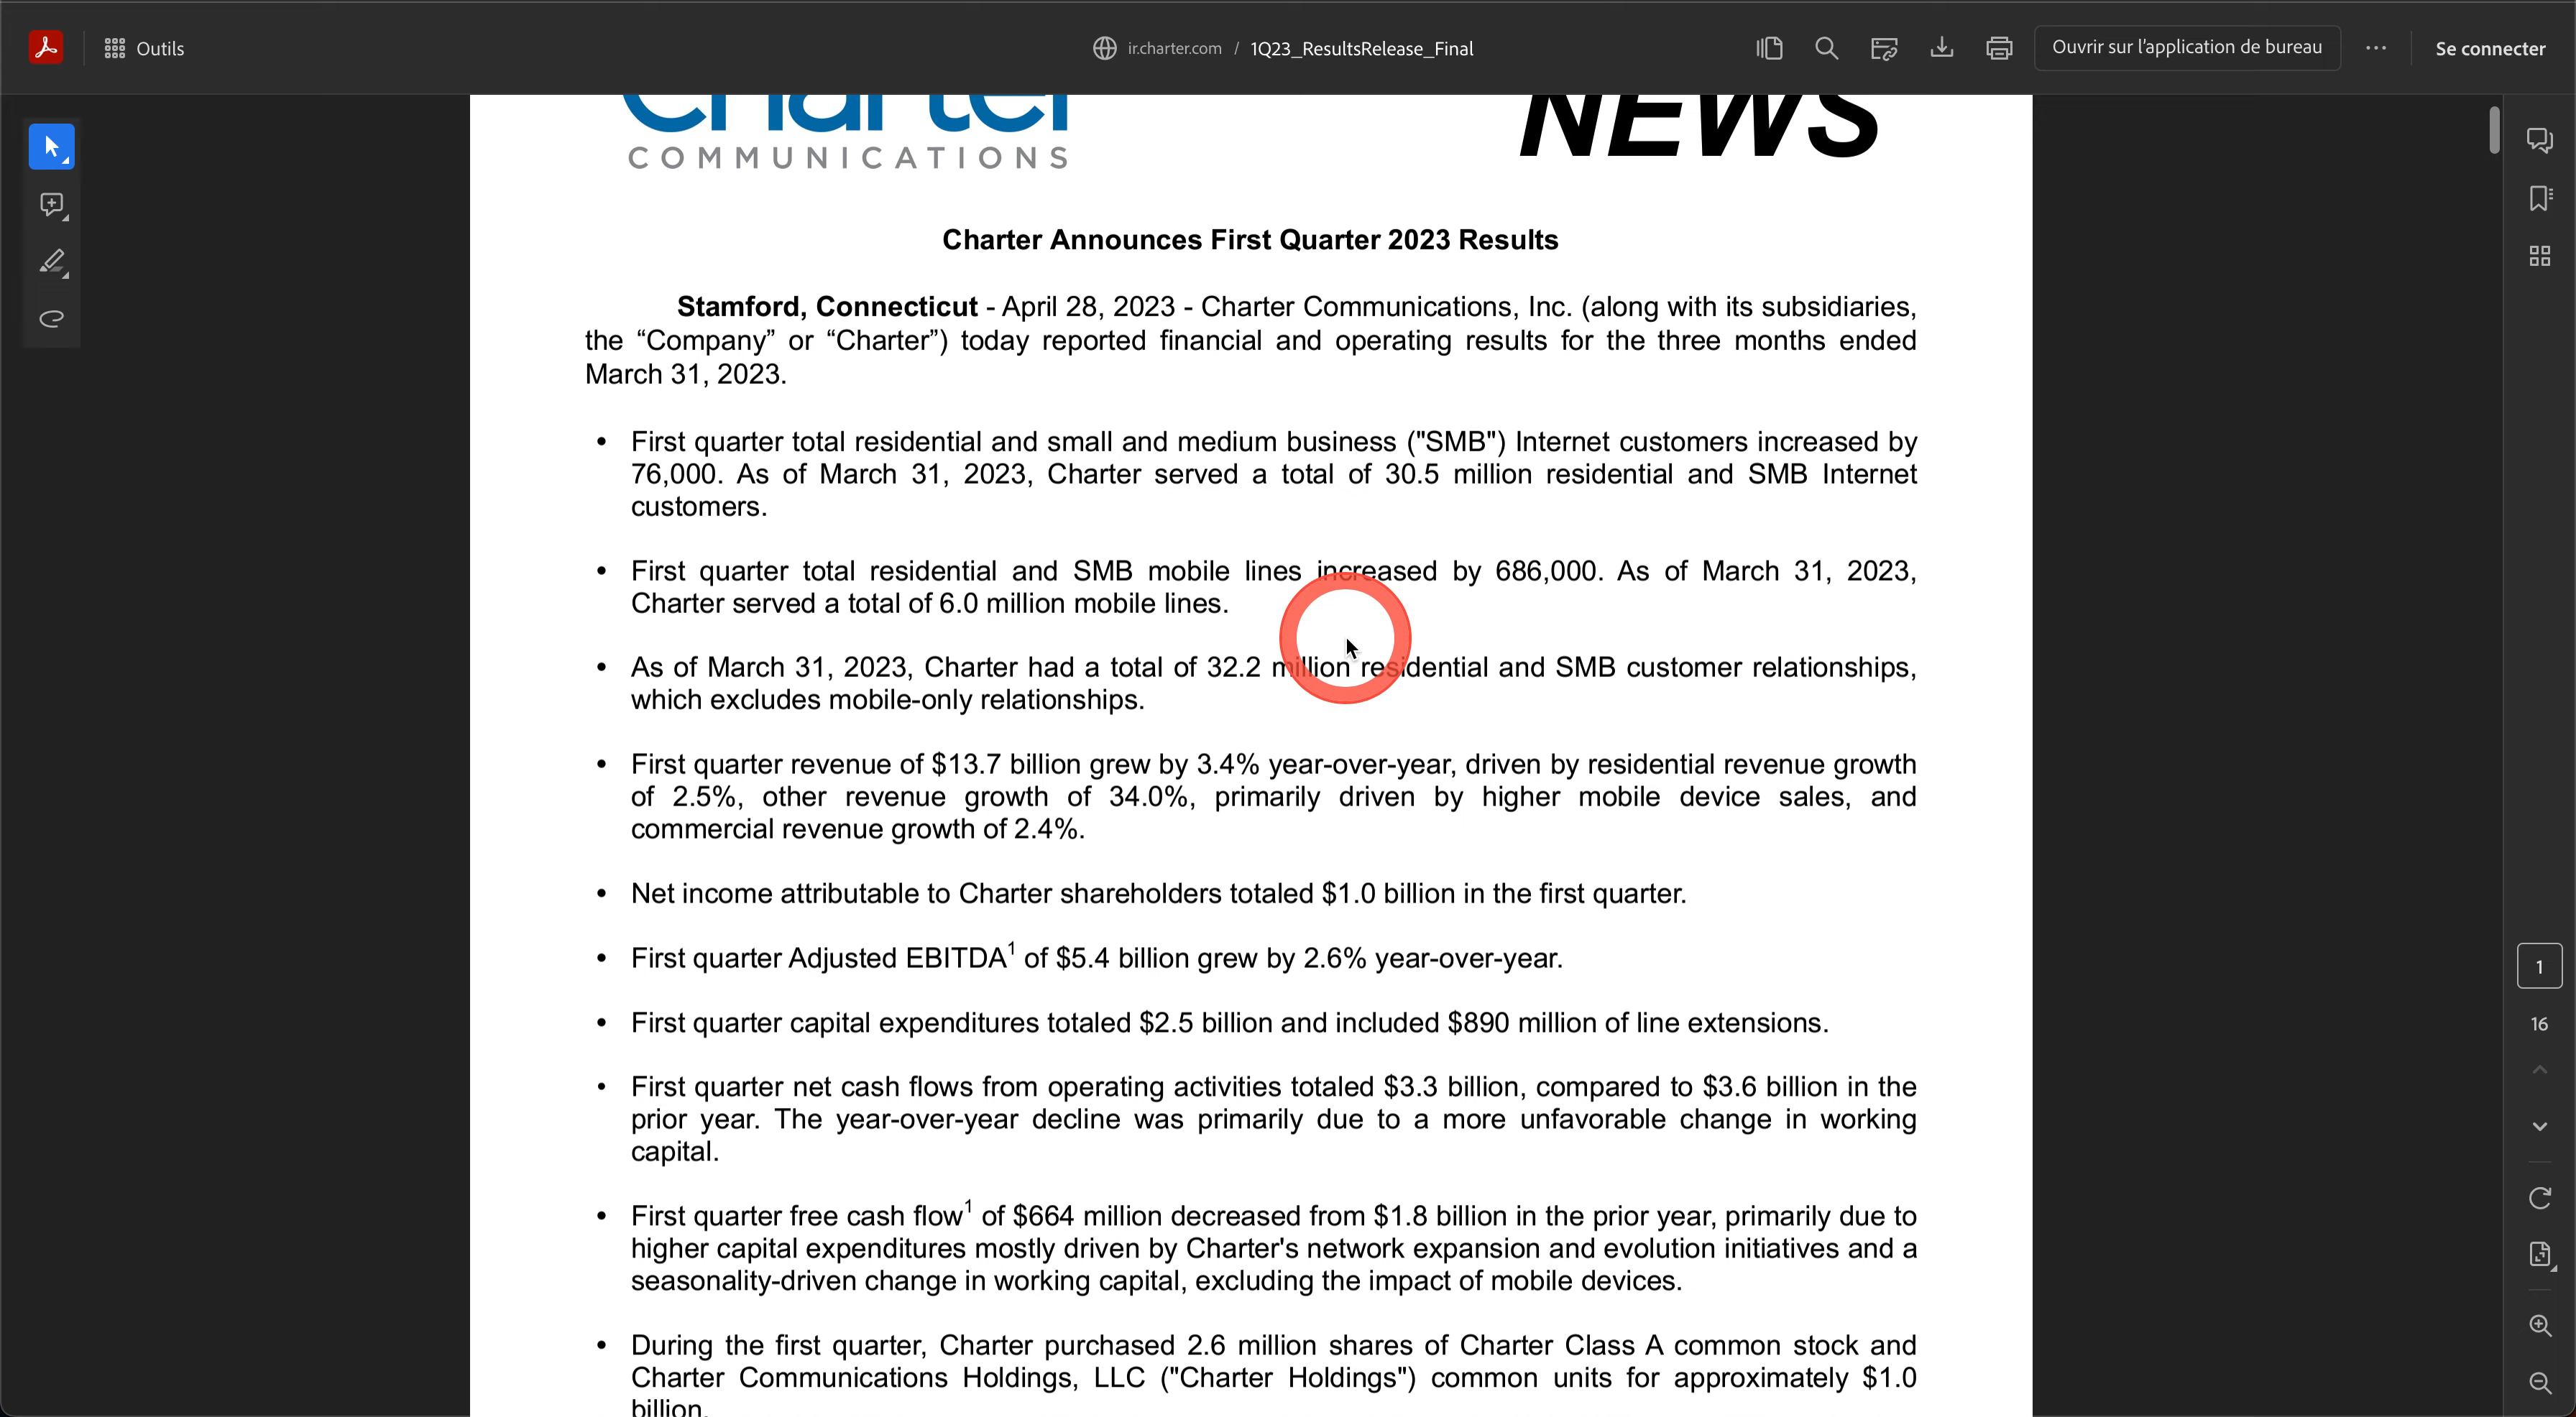 Outils
ir.charter.com / 1Q23_ResultsRelease_Final
Ouvrir sur l'application de bureau
Se connecter
Charter
COMMUNICATIONS
NEWS
Charter Announces First Quarter 2023 Results
Stamford, Connecticut - April 28, 2023 - Charter Communications, Inc. (along with its subsidiaries,
the “Company” or “Charter”) today reported financial and operating results for the three months ended
March 31, 2023.
• First quarter total residential and small and medium business ("SMB") Internet customers increased by
76,000. As of March 31, 2023, Charter served a total of 30.5 million residential and SMB Internet
customers.
• First quarter total residential and SMB mobile lines increased by 686,000. As of March 31, 2023,
Charter served a total of 6.0 million mobile lines.
• As of March 31, 2023, Charter had a total of 32.2 million residential and SMB customer relationships,
which excludes mobile-only relationships.
• First quarter revenue of $13.7 billion grew by 3.4% year-over-year, driven by residential revenue growth
of 2.5%, other revenue growth of 34.0%, primarily driven by higher mobile device sales, and
commercial revenue growth of 2.4%.
• Net income attributable to Charter shareholders totaled $1.0 billion in the first quarter.
• First quarter Adjusted EBITDA¹ of $5.4 billion grew by 2.6% year-over-year.
• First quarter capital expenditures totaled $2.5 billion and included $890 million of line extensions.
• First quarter net cash flows from operating activities totaled $3.3 billion, compared to $3.6 billion in the
prior year. The year-over-year decline was primarily due to a more unfavorable change in working
capital.
• First quarter free cash flow¹ of $664 million decreased from $1.8 billion in the prior year, primarily due to
higher capital expenditures mostly driven by Charter's network expansion and evolution initiatives and a
seasonality-driven change in working capital, excluding the impact of mobile devices.
• During the first quarter, Charter purchased 2.6 million shares of Charter Class A common stock and
Charter Communications Holdings, LLC ("Charter Holdings") common units for approximately $1.0
billion.
1
16